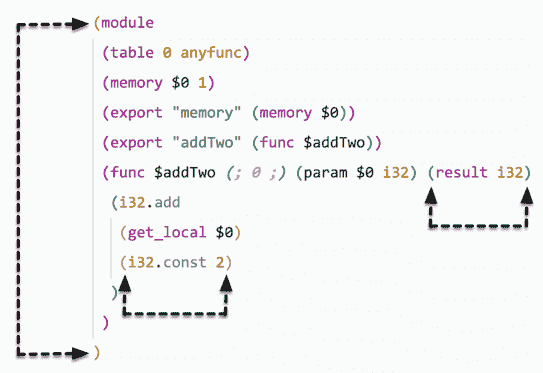 (module
(table 0 anyfunc)
(memory $0 1)
(export "memory" (memory $0))
(export "addTwo" (func $addTwo))
(func $addTwo (; 0 ;) (param $0 i32) (result i32)
(i32.add
(get_local $0)
(i32.const 2)
)
)
)